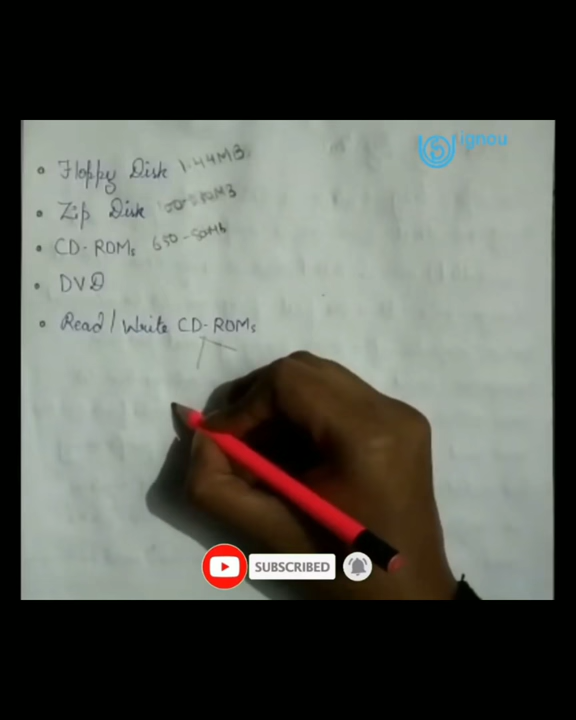 ignou
• Floppy Disk 1.44MB
• Zip Disk
• CD-ROMs 650-
• DVD
• Read/Write CD-ROMs
SUBSCRIBED